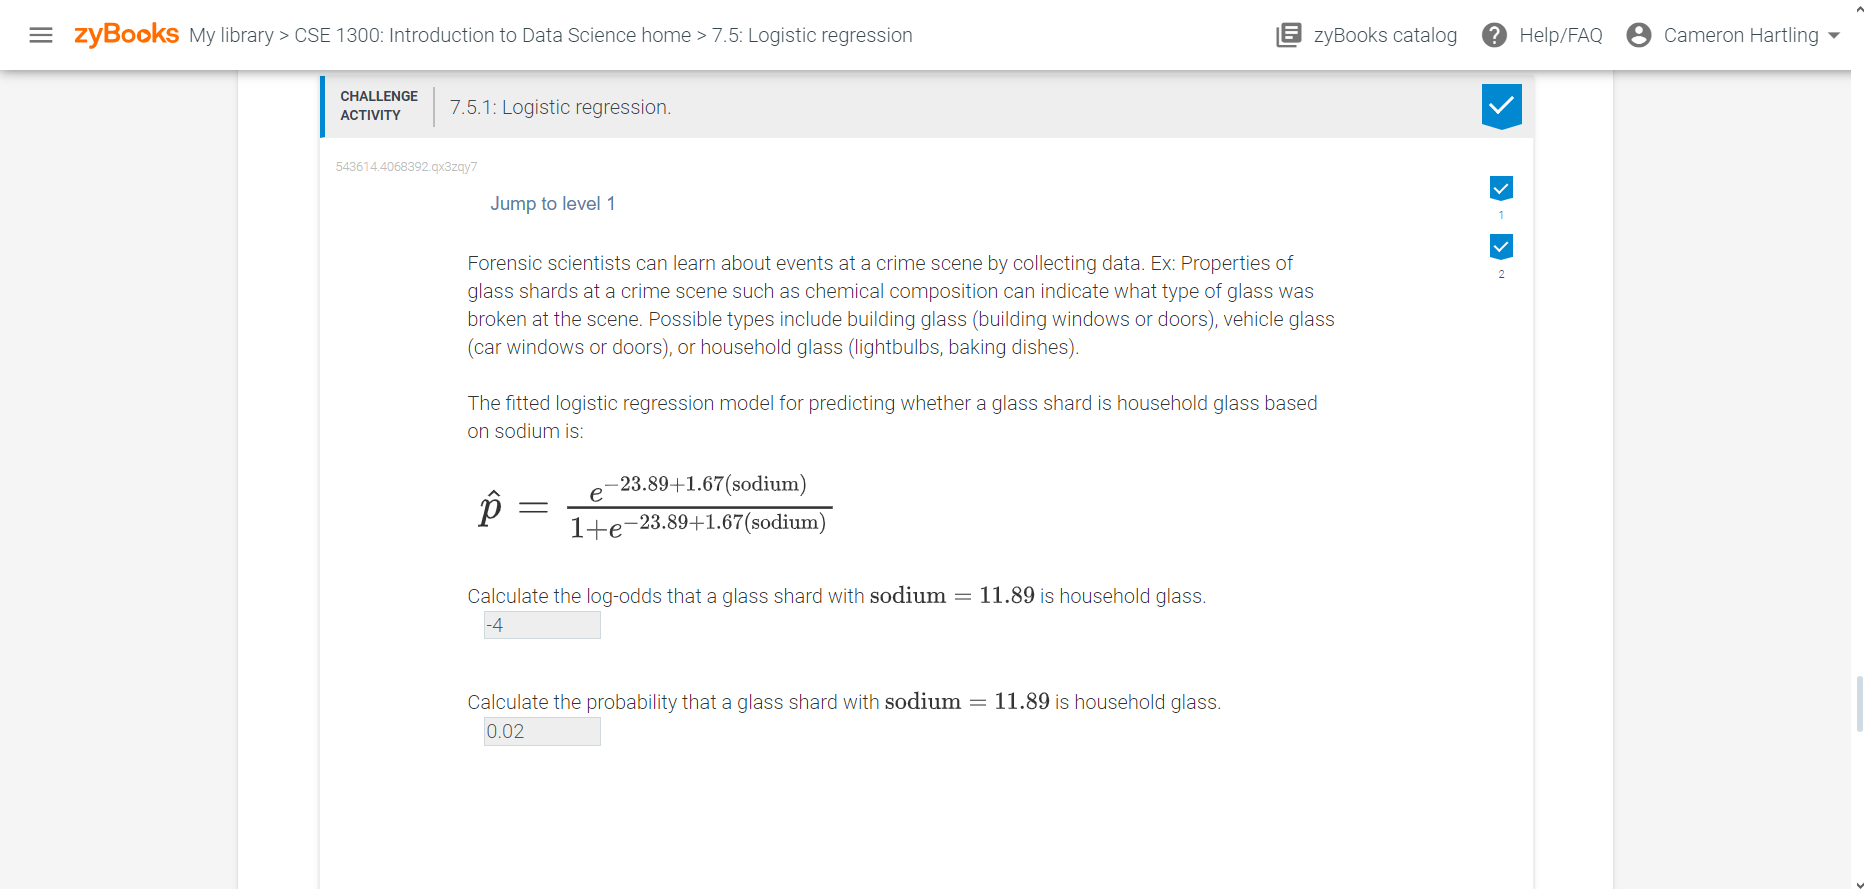 zyBooks My library > CSE 1300: Introduction to Data Science home > 7.5: Logistic regression
zyBooks catalog
Help/FAQ
Cameron Hartling
CHALLENGE
ACTIVITY
7.5.1: Logistic regression.
543614.4068392.qx3zqy7
Jump to level 1
1
2
Forensic scientists can learn about events at a crime scene by collecting data. Ex: Properties of
glass shards at a crime scene such as chemical composition can indicate what type of glass was
broken at the scene. Possible types include building glass (building windows or doors), vehicle glass
(car windows or doors), or household glass (lightbulbs, baking dishes).
The fitted logistic regression model for predicting whether a glass shard is household glass based
on sodium is:
p̂ = e^−23.89+1.67(sodium) / 1+e^−23.89+1.67(sodium)
Calculate the log-odds that a glass shard with sodium = 11.89 is household glass.
-4
Calculate the probability that a glass shard with sodium = 11.89 is household glass.
0.02